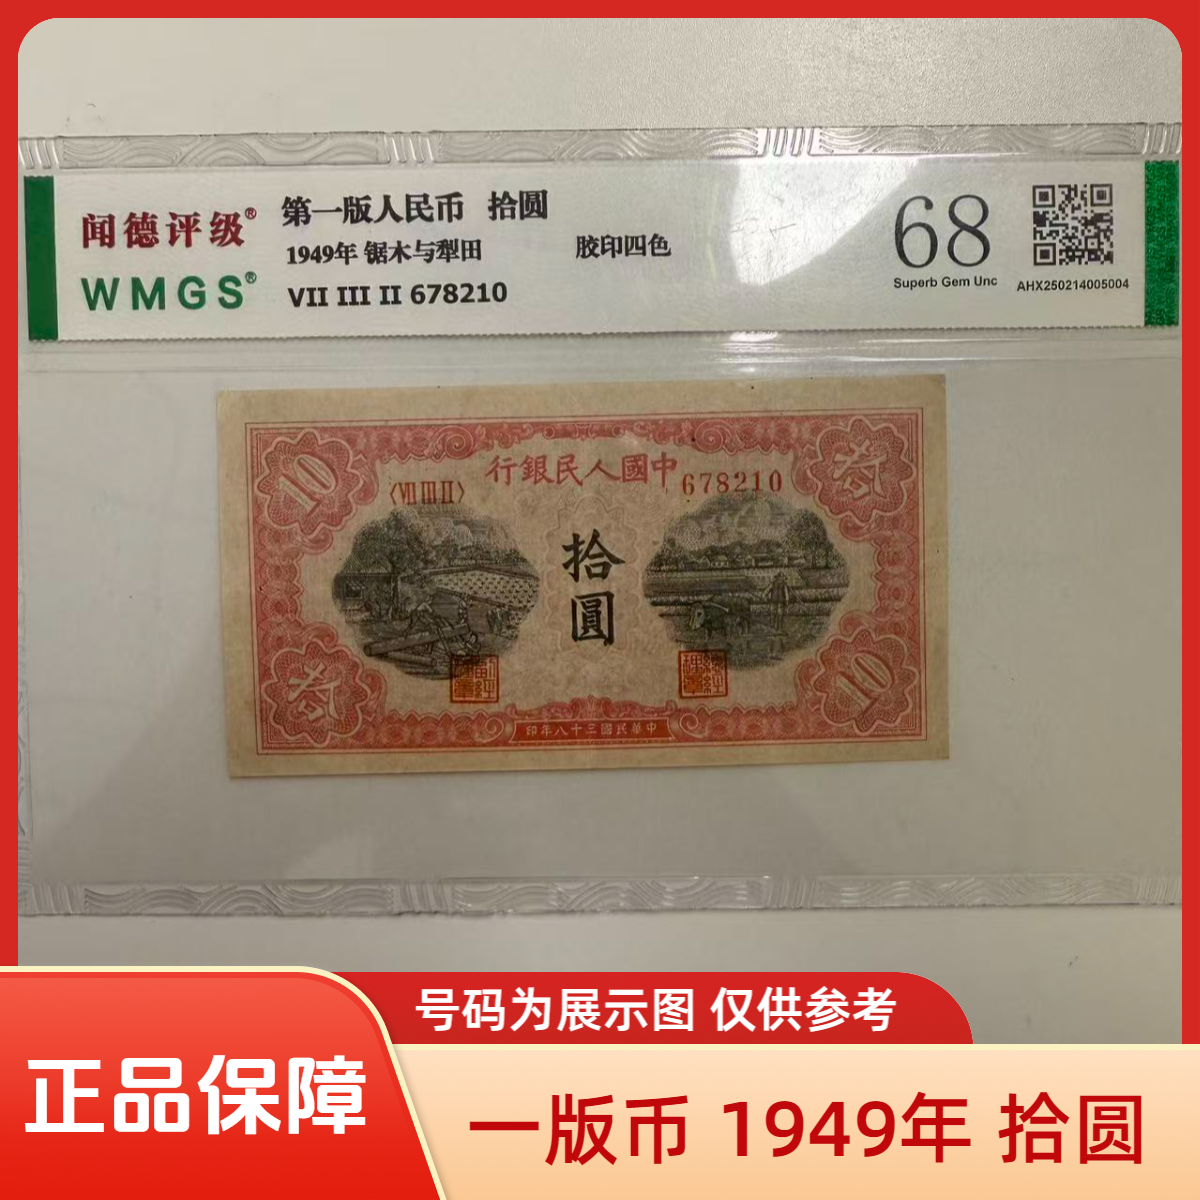 闻德评级®
WMGS®
第一版人民币 拾圆
1949年 锯木与犁田
胶印四色
VII III II 678210
68
Superb Gem Unc
AHX250214005004
10
行銀民人國中
〈ⅦⅢⅡ〉
678210
拾
圓
拾
拾
10
印年八十三國民華中
号码为展示图 仅供参考
正品保障
一版币 1949年 拾圆